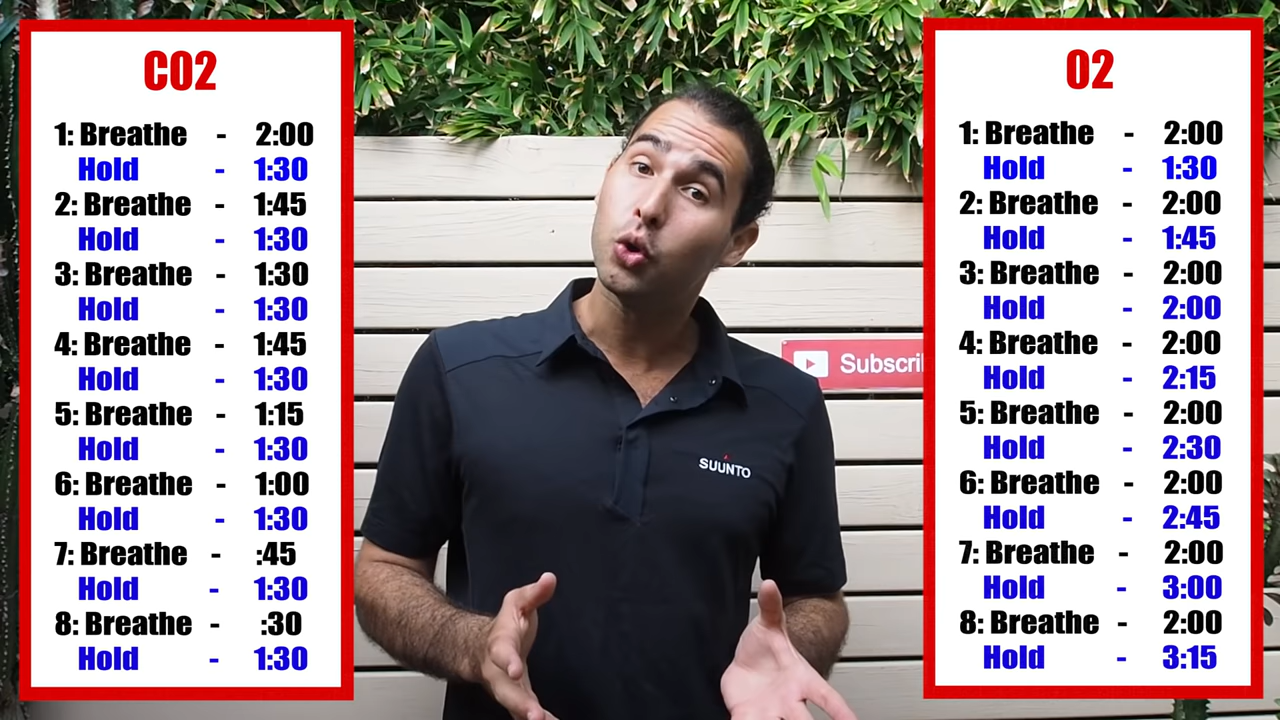 CO2
1: Breathe - 2:00
Hold - 1:30
2: Breathe - 1:45
Hold - 1:30
3: Breathe - 1:30
Hold - 1:30
4: Breathe - 1:45
Hold - 1:30
5: Breathe - 1:15
Hold - 1:30
6: Breathe - 1:00
Hold - 1:30
7: Breathe - :45
Hold - 1:30
8: Breathe - :30
Hold - 1:30
Subscri
SUUNTO
O2
1: Breathe - 2:00
Hold - 1:30
2: Breathe - 2:00
Hold - 1:45
3: Breathe - 2:00
Hold - 2:00
4: Breathe - 2:00
Hold - 2:15
5: Breathe - 2:00
Hold - 2:30
6: Breathe - 2:00
Hold - 2:45
7: Breathe - 2:00
Hold - 3:00
8: Breathe - 2:00
Hold - 3:15